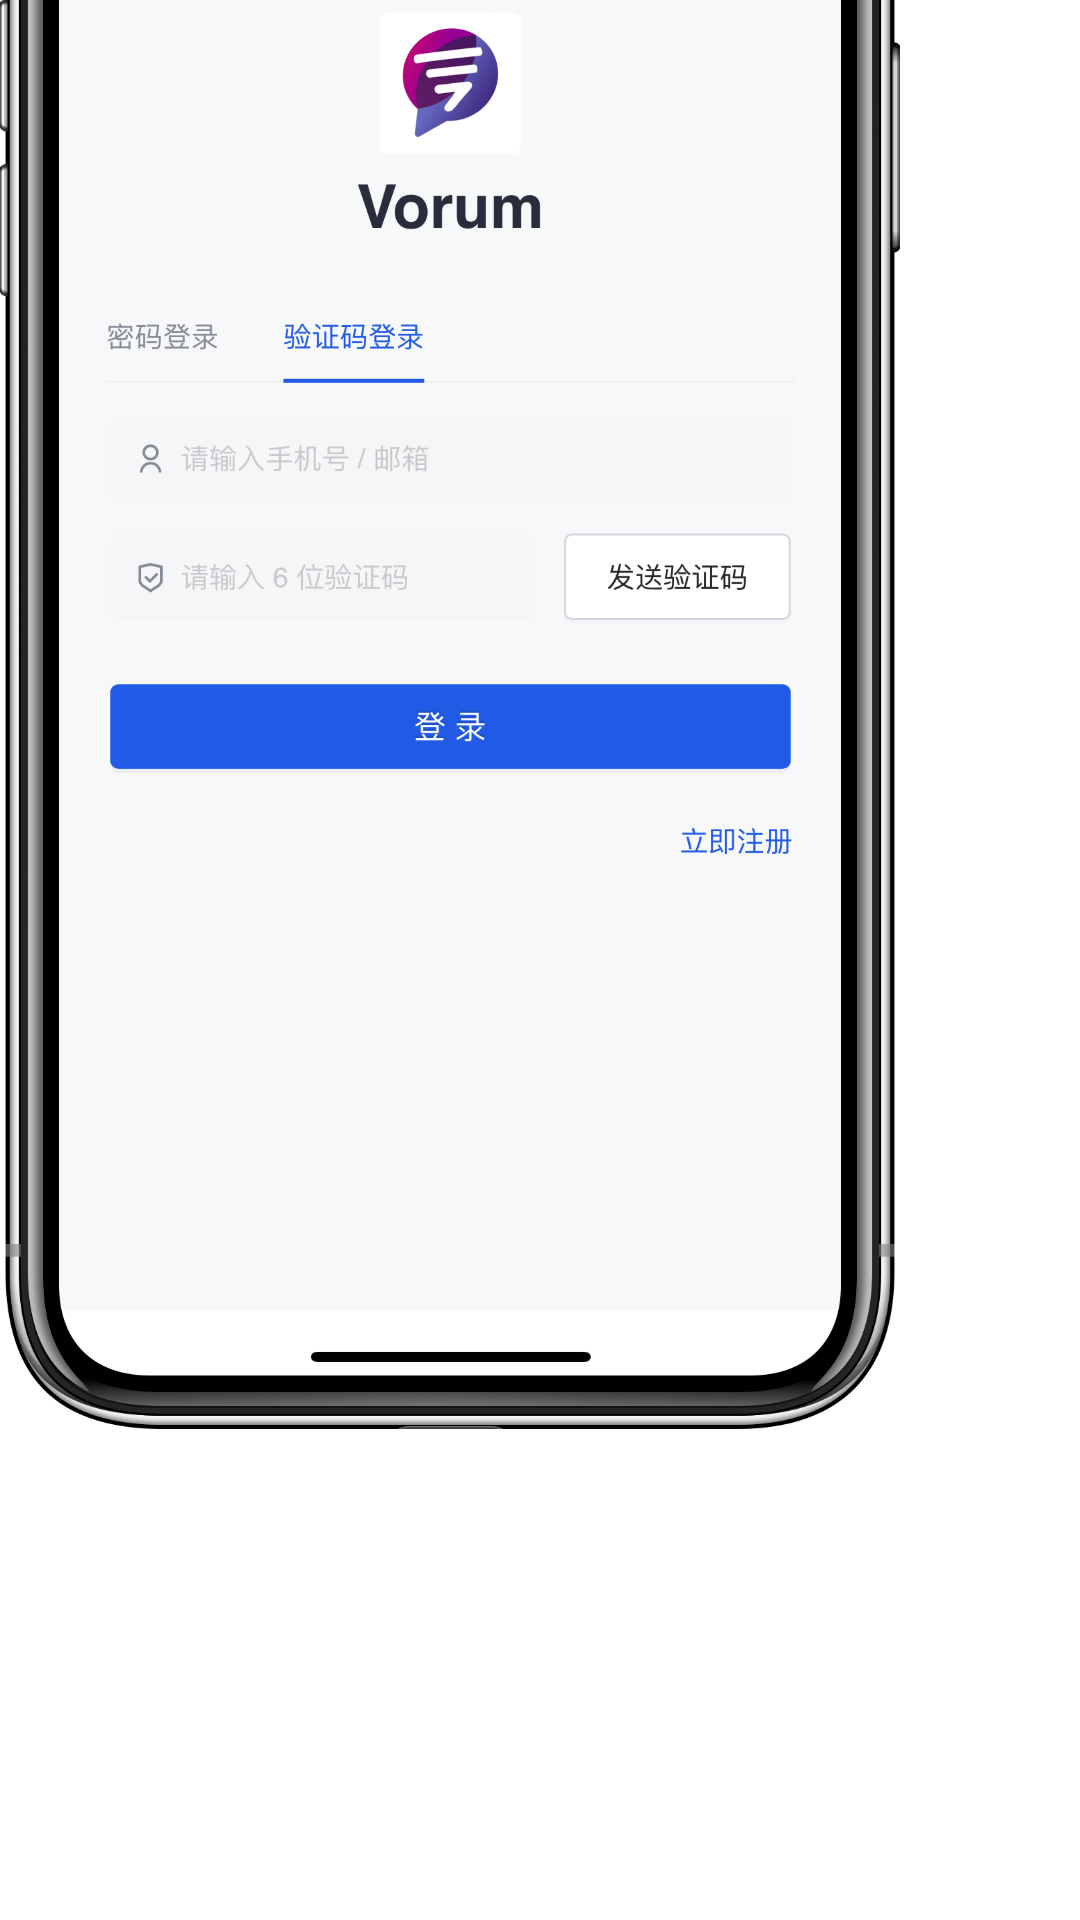 Vorum
密码登录 验证码登录
请输入手机号 / 邮箱
请输入 6 位验证码 发送验证码
登 录
立即注册